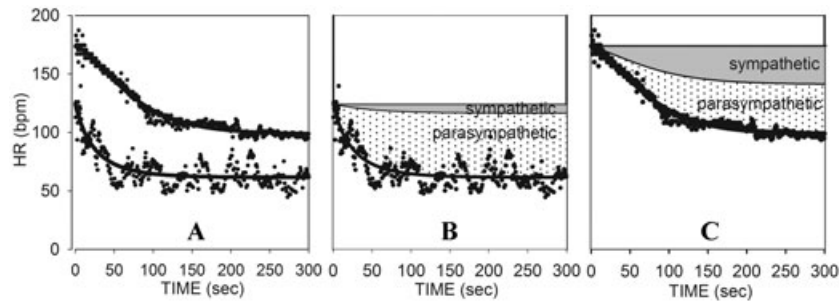 200
150
100
50
0
HR (bpm)
A
0 50 100 150 200 250 300
TIME (sec)
sympathetic
parasympathetic
B
0 50 100 150 200 250 300
TIME (sec)
sympathetic
parasympathetic
C
0 50 100 150 200 250 300
TIME (sec)